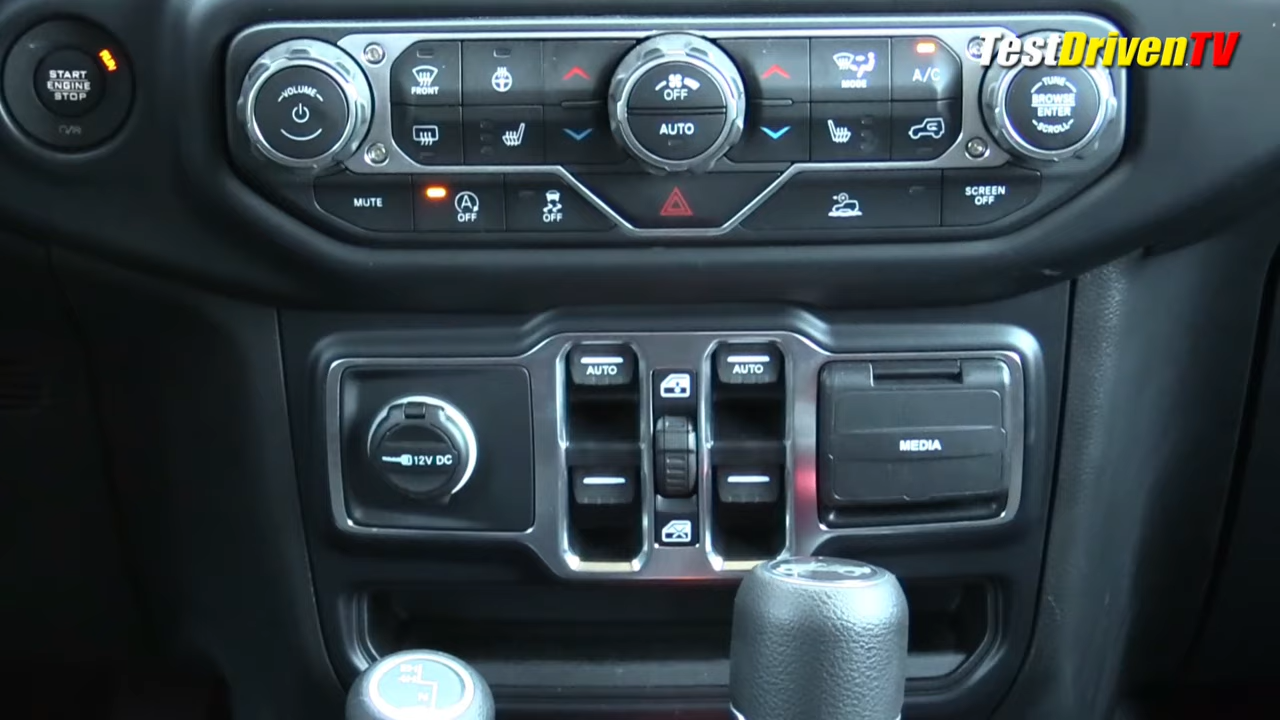 TestDrivenTV
RUN
START
ENGINE
STOP
VOLUME
FRONT
OFF
AUTO
MODE
A/C
TUNE
BROWSE
ENTER
SCROLL
MUTE
A
OFF
OFF
SCREEN
OFF
AUTO
AUTO
12V DC
MEDIA
N